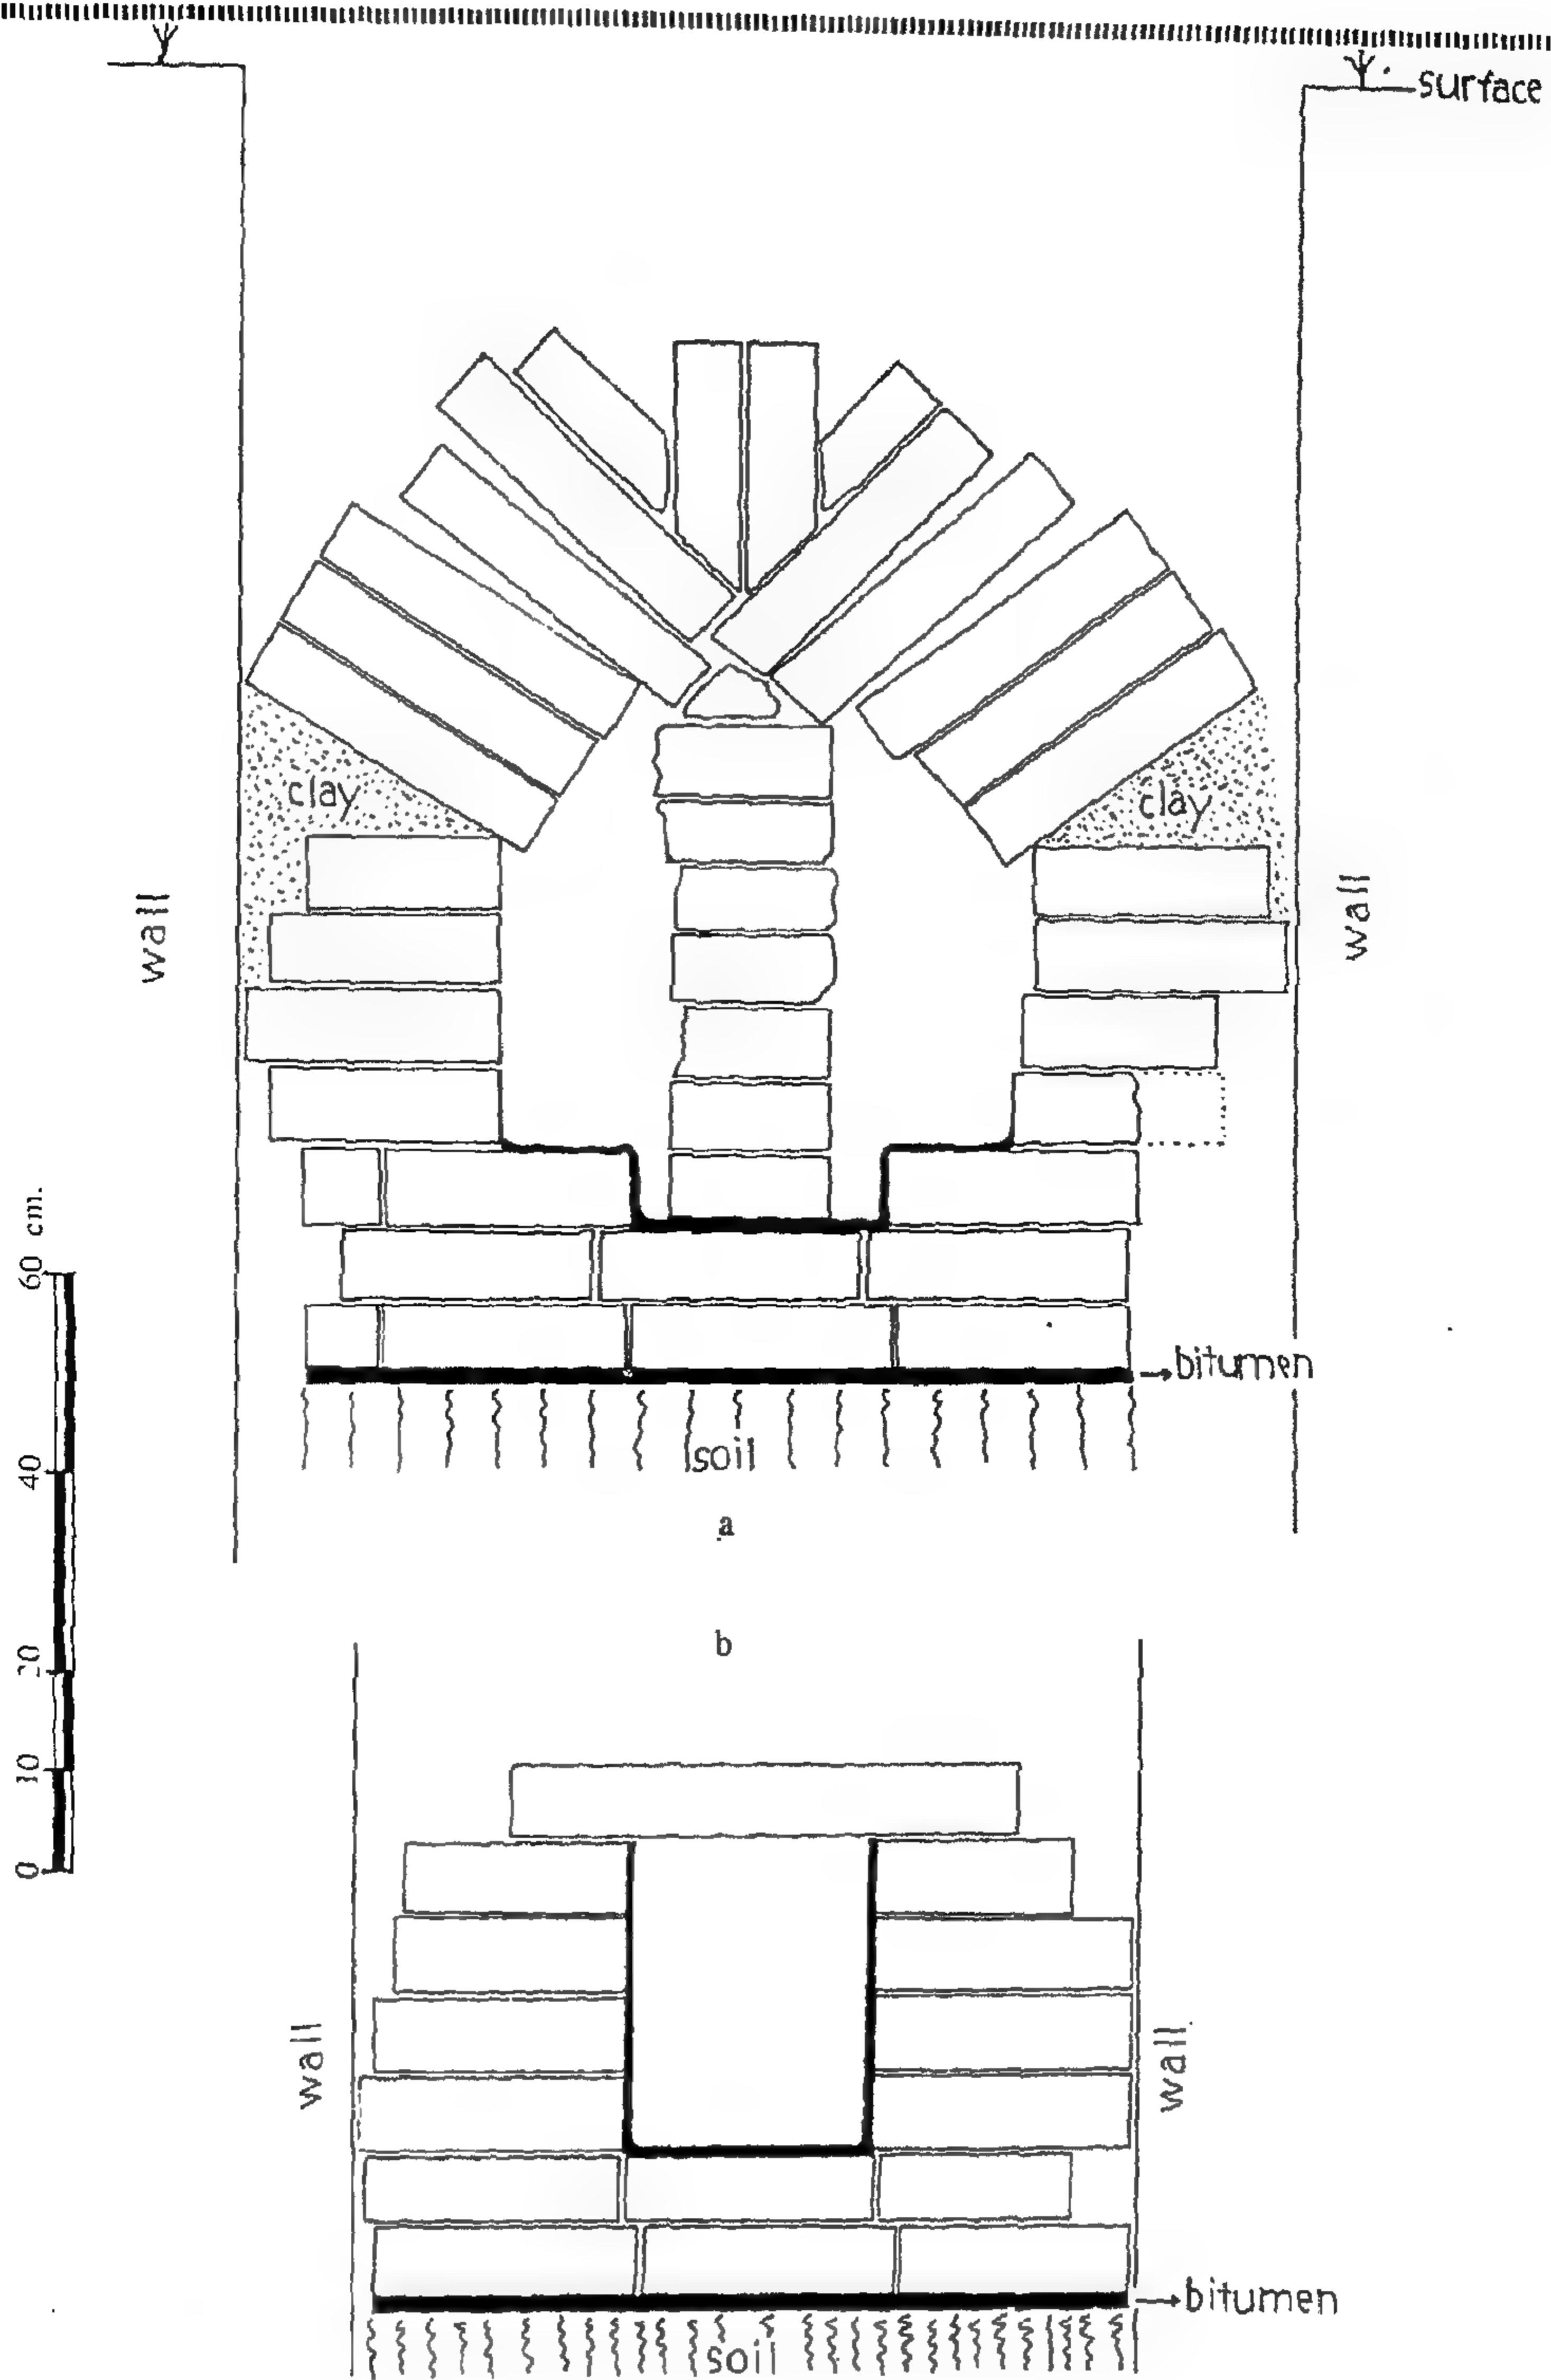 surface
clay
clay
wall
wall
bitumen
soil
a
60 cm.
40
20
10
0
b
wall
wall
bitumen
soil